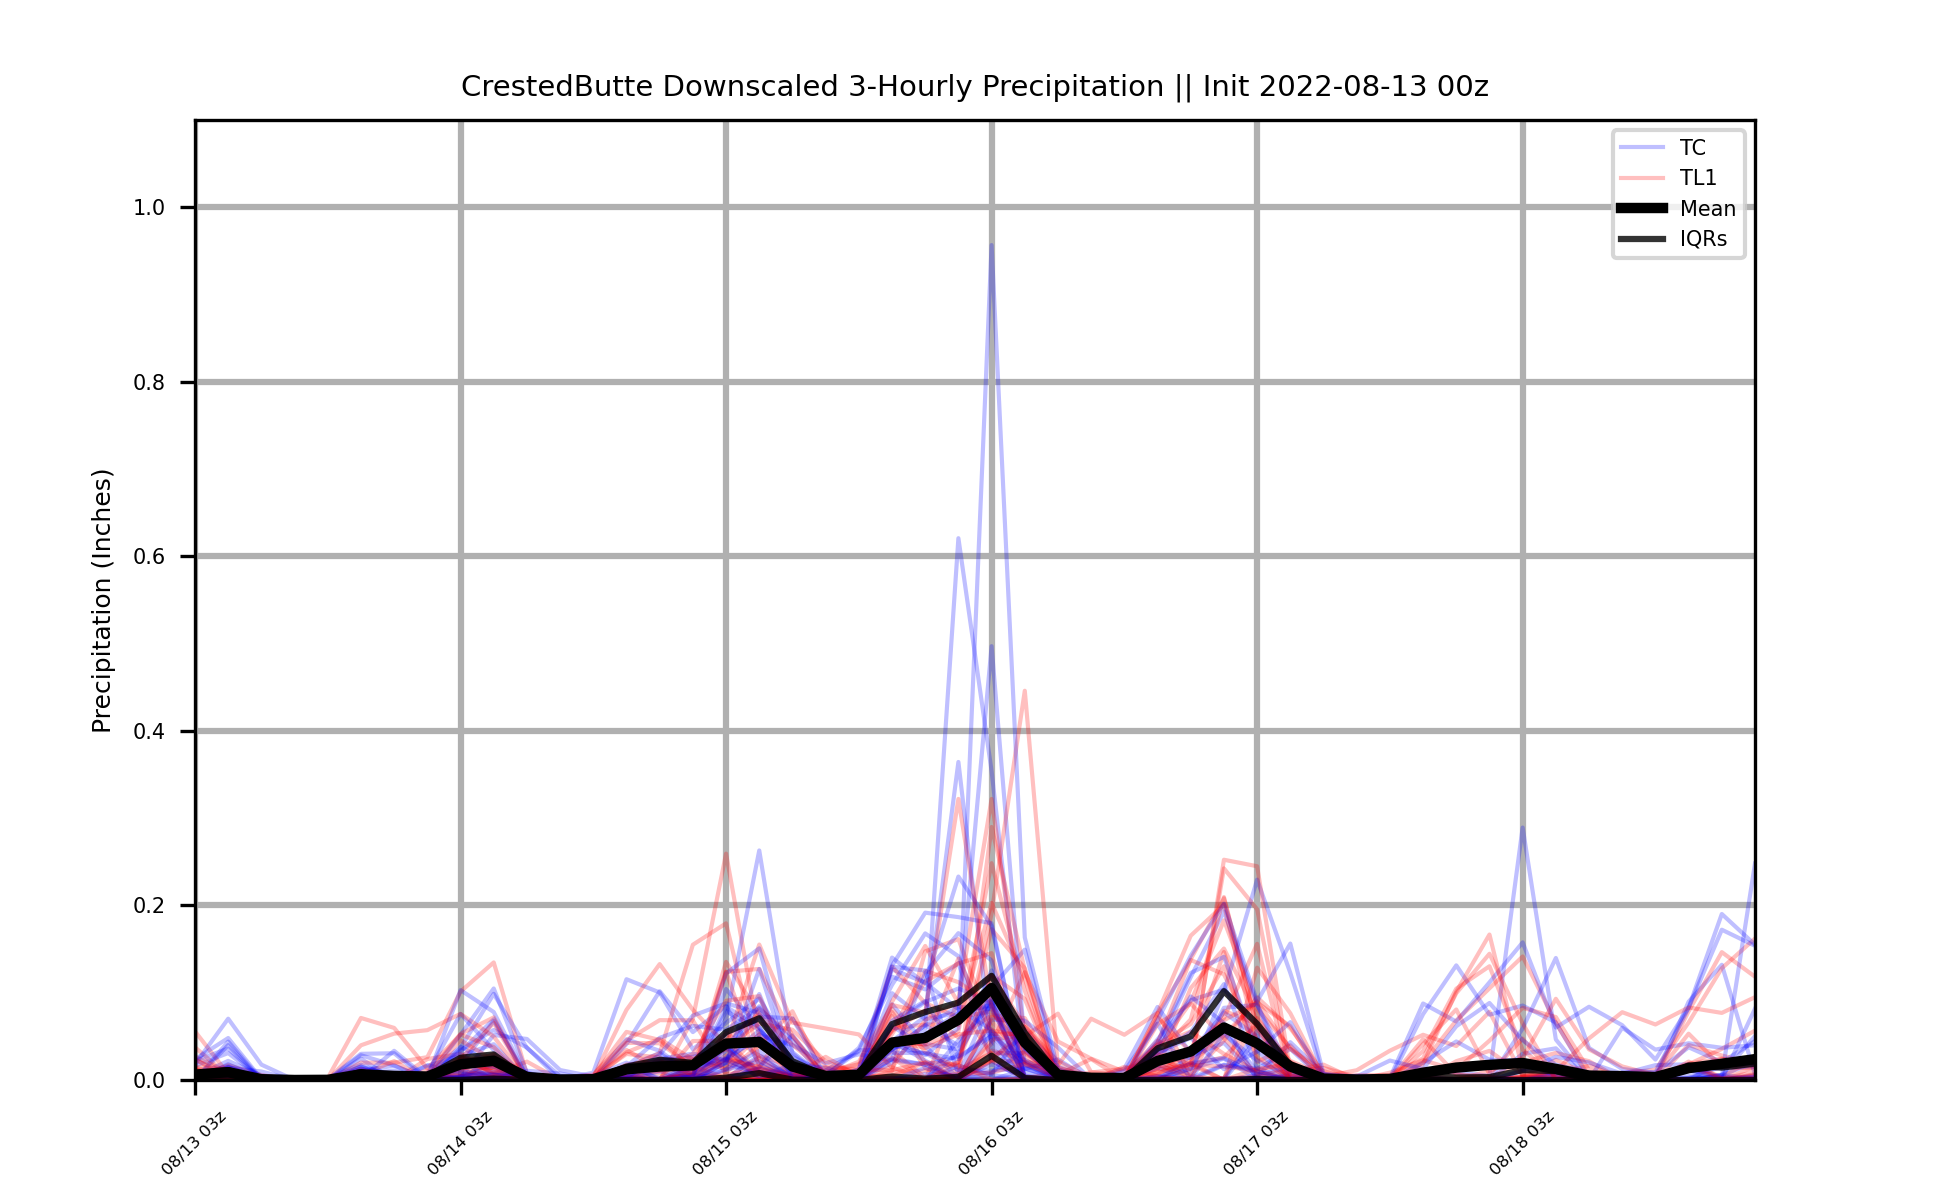 CrestedButte Downscaled 3-Hourly Precipitation || Init 2022-08-13 00z
TC
TL1
Mean
IQRs
Precipitation (Inches)
1.0
0.8
0.6
0.4
0.2
0.0
08/13 03z
08/14 03z
08/15 03z
08/16 03z
08/17 03z
08/18 03z